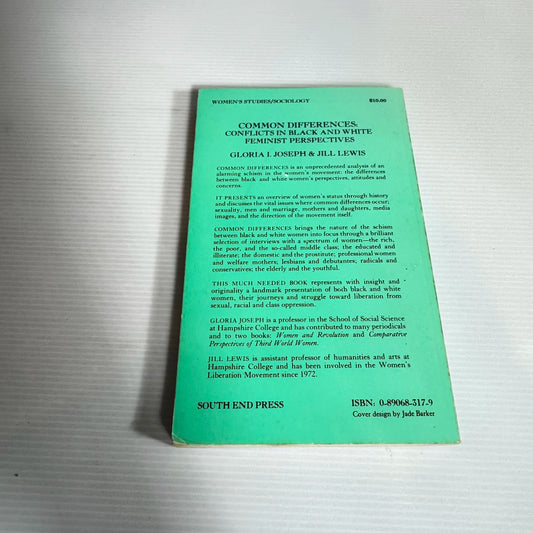 WOMEN'S STUDIES/SOCIOLOGY $10.00
COMMON DIFFERENCES:
CONFLICTS IN BLACK AND WHITE
FEMINIST PERSPECTIVES
GLORIA I. JOSEPH & JILL LEWIS
COMMON DIFFERENCES is an unprecedented analysis of an
alarming schism in the women's movement: the differences
between black and white women's perspectives, attitudes and
concerns.
IT PRESENTS an overview of women's status through history
and discusses the vital issues where common differences occur;
sexuality, men and marriage, mothers and daughters, media
images, and the direction of the movement itself.
COMMON DIFFERENCES brings the nature of the schism
between black and white women into focus through a brilliant
selection of interviews with a spectrum of women—the rich,
the poor, and the so-called middle class; the educated and
illiterate; the domestic and the prostitute; professional women
and welfare mothers; lesbians and debutantes; radicals and
conservatives; the elderly and the youthful.
THIS MUCH NEEDED BOOK represents with insight and
originality a landmark presentation of both black and white
women, their journeys and struggle toward liberation from
sexual, racial and class oppression.
GLORIA JOSEPH is a professor in the School of Social Science
at Hampshire College and has contributed to many periodicals
and to two books: Women and Revolution and Comparative
Perspectives of Third World Women.
JILL LEWIS is assistant professor of humanities and arts at
Hampshire College and has been involved in the Women's
Liberation Movement since 1972.
SOUTH END PRESS ISBN: 0-89068-317-9
Cover design by Jade Barker